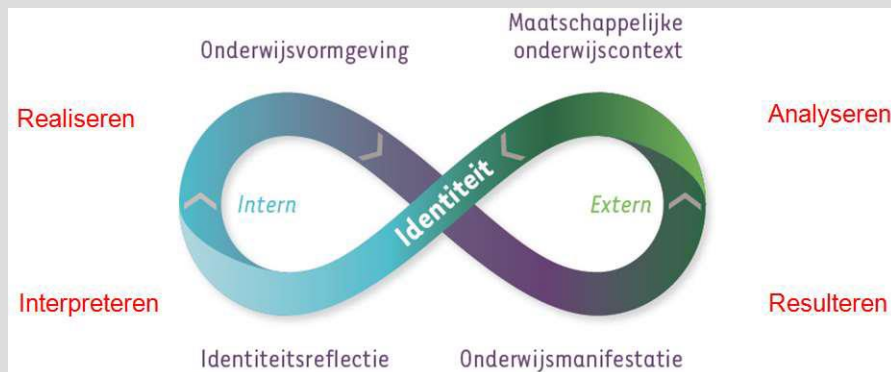 Onderwijsvormgeving
Maatschappelijke
onderwijscontext
Realiseren
Analyseren
Intern
Identiteit
Extern
Interpreteren
Resulteren
Identiteitsreflectie
Onderwijsmanifestatie